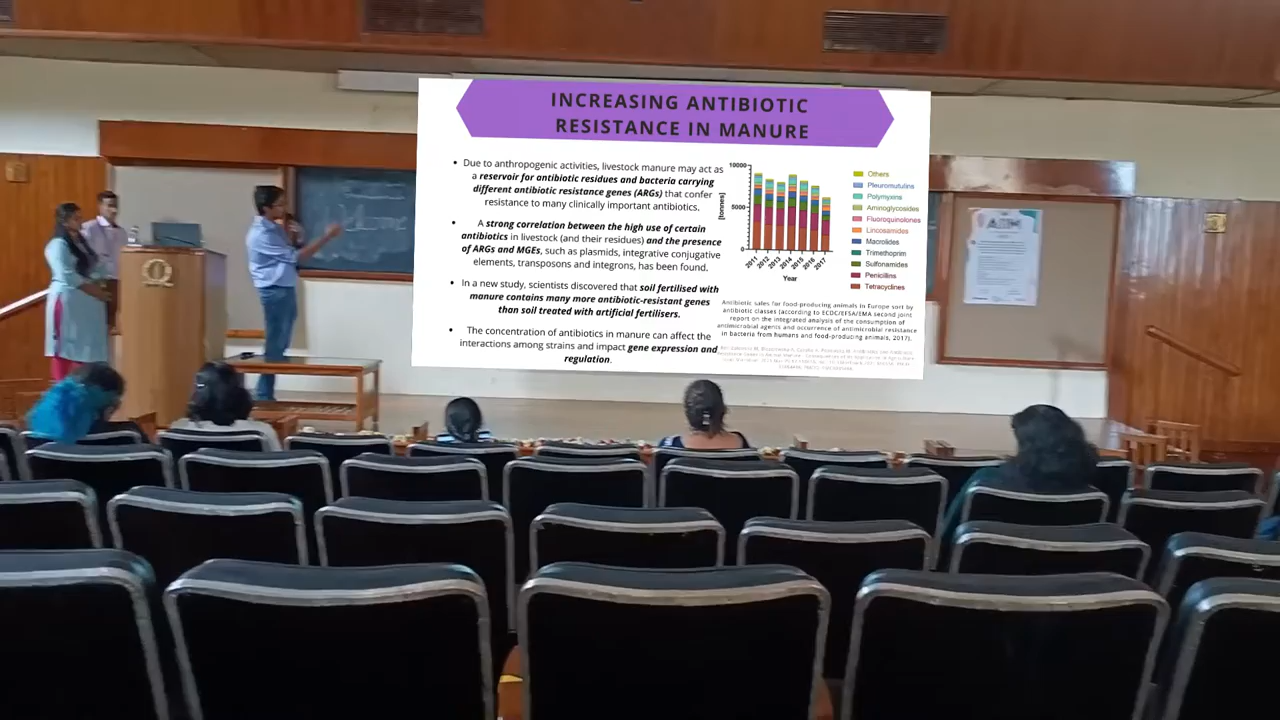 INCREASING ANTIBIOTIC
RESISTANCE IN MANURE
• Due to anthropogenic activities, livestock manure may act as
a reservoir for antibiotic residues and bacteria carrying
different antibiotic resistance genes (ARGs) that confer
resistance to many clinically important antibiotics.
• A strong correlation between the high use of certain
antibiotics in livestock (and their residues) and the presence
of ARGs and MGEs, such as plasmids, integrative conjugative
elements, transposons and integrons, has been found.
• In a new study, scientists discovered that soil fertilised with
manure contains many more antibiotic-resistant genes
than soil treated with artificial fertilisers.
• The concentration of antibiotics in manure can affect the
interactions among strains and impact gene expression and
regulation.
10000
5000
0
[tonnes]
2011 2012 2013 2014 2015 2016 2017
Year
Others
Pleuromutulins
Polymyxins
Aminoglycosides
Fluoroquinolones
Lincosamides
Macrolides
Trimethoprim
Sulfonamides
Penicillins
Tetracyclines
Antibiotic sales for food-producing animals in Europe sort by
antibiotic classes (according to ECDC/EFSA/EMA second joint
report on the integrated analysis of the consumption of
antimicrobial agents and occurrence of antimicrobial resistance
in bacteria from humans and food-producing animals, 2017).